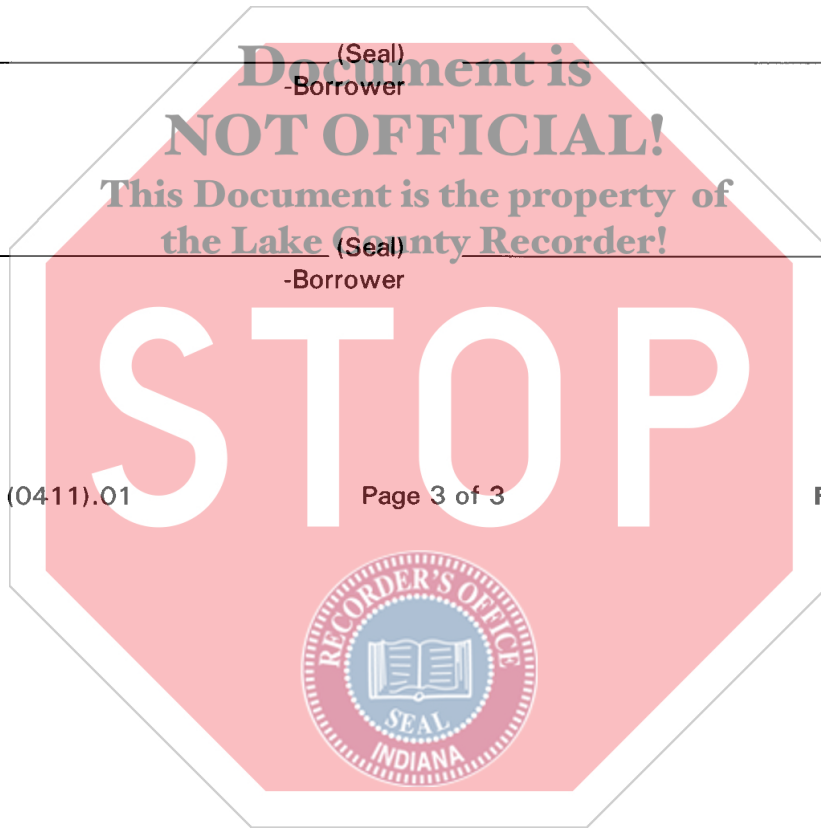 (Seal)
Document is
-Borrower
NOT OFFICIAL!
This Document is the property of
the Lake County Recorder!
(Seal)
-Borrower
STOP
(0411).01 Page 3 of 3
RECORDER'S OFFICE
SEAL
INDIANA